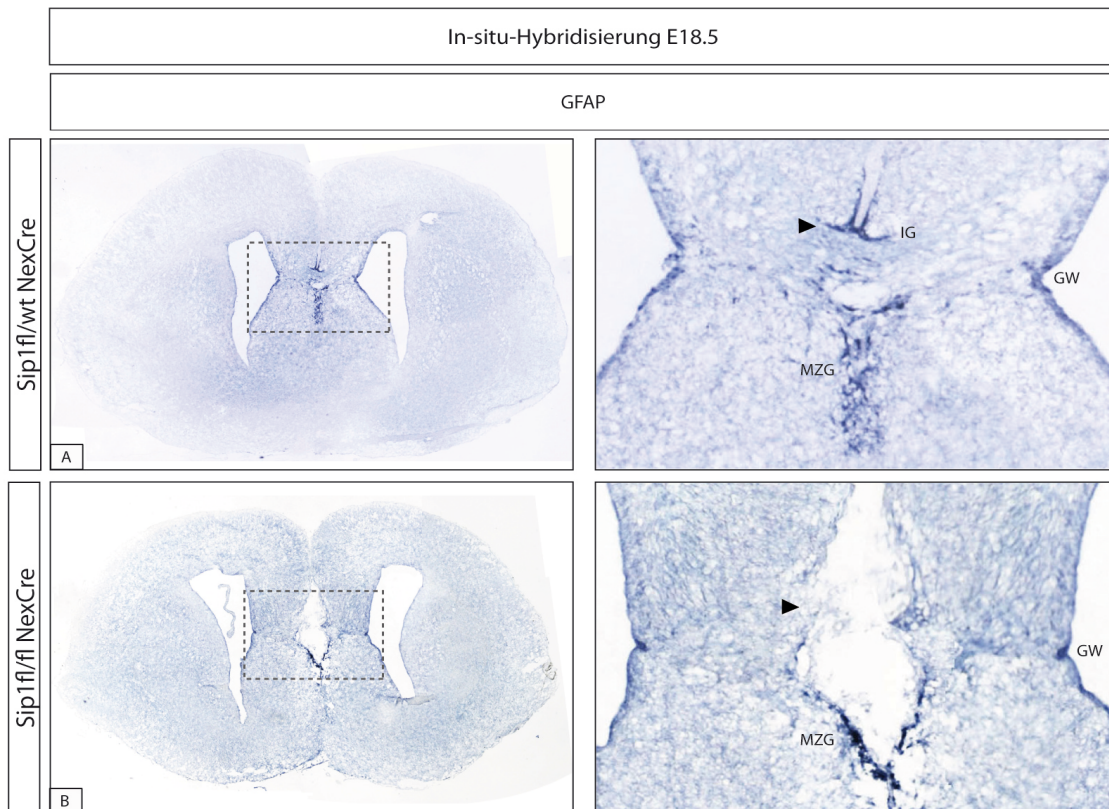 In-situ-Hybridisierung E18.5
GFAP
Sip1fl/wt NexCre
IG
GW
MZG
A
Sip1fl/fl NexCre
GW
MZG
B